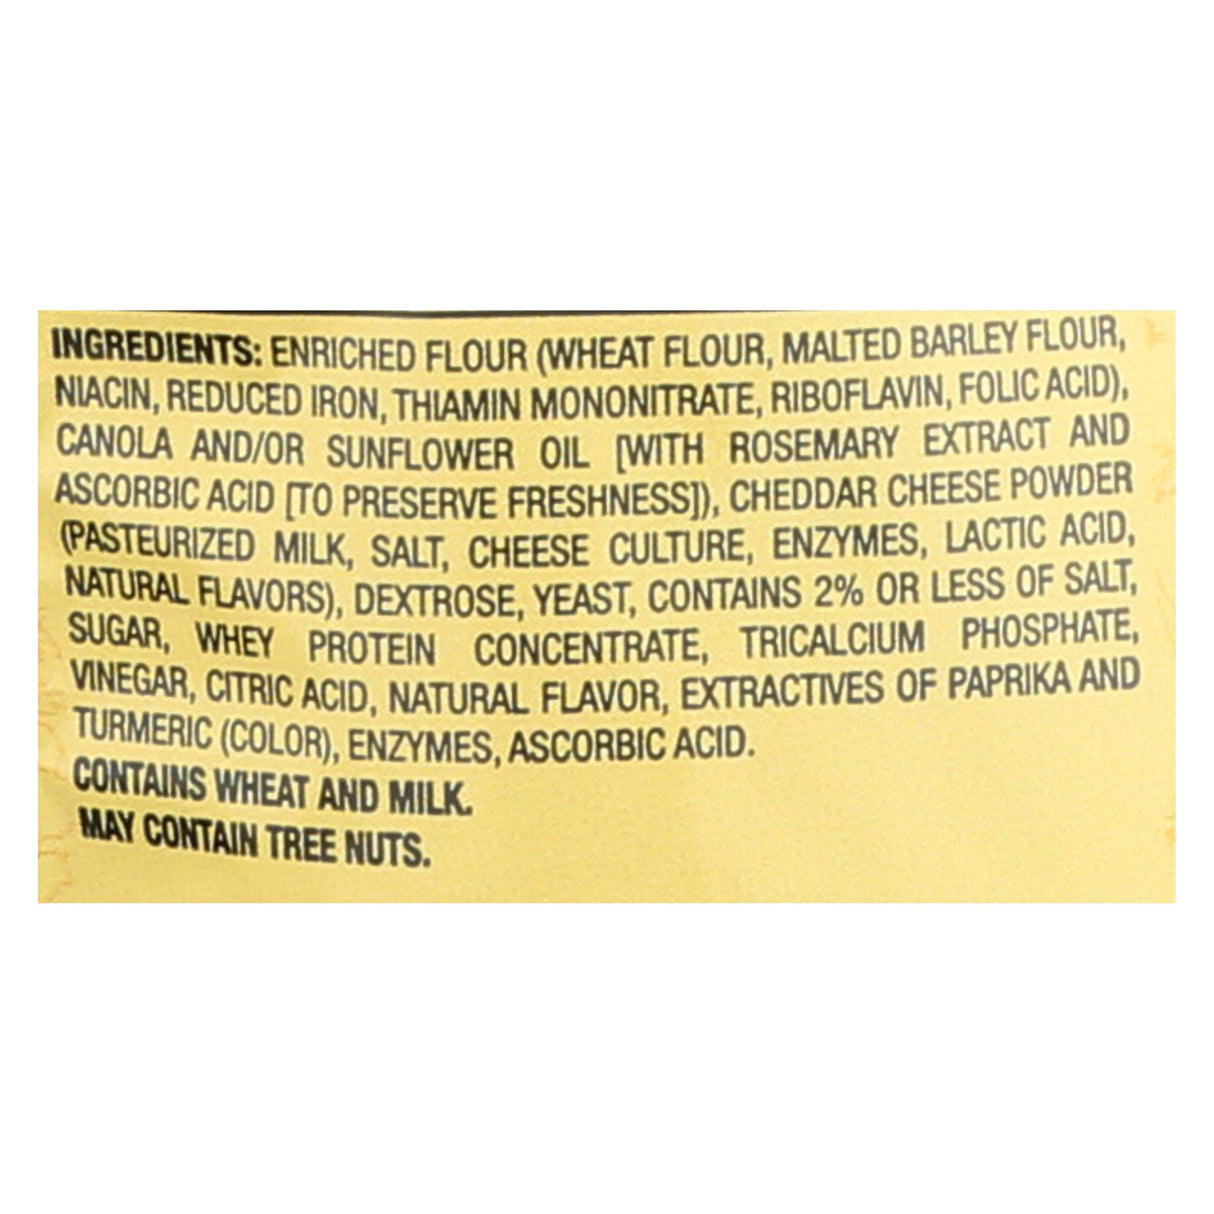 INGREDIENTS: ENRICHED FLOUR (WHEAT FLOUR, MALTED BARLEY FLOUR,
NIACIN, REDUCED IRON, THIAMIN MONONITRATE, RIBOFLAVIN, FOLIC ACID),
CANOLA AND/OR SUNFLOWER OIL [WITH ROSEMARY EXTRACT AND
ASCORBIC ACID [TO PRESERVE FRESHNESS]), CHEDDAR CHEESE POWDER
(PASTEURIZED MILK, SALT, CHEESE CULTURE, ENZYMES, LACTIC ACID,
NATURAL FLAVORS), DEXTROSE, YEAST, CONTAINS 2% OR LESS OF SALT,
SUGAR, WHEY PROTEIN CONCENTRATE, TRICALCIUM PHOSPHATE,
VINEGAR, CITRIC ACID, NATURAL FLAVOR, EXTRACTIVES OF PAPRIKA AND
TURMERIC (COLOR), ENZYMES, ASCORBIC ACID.
CONTAINS WHEAT AND MILK.
MAY CONTAIN TREE NUTS.